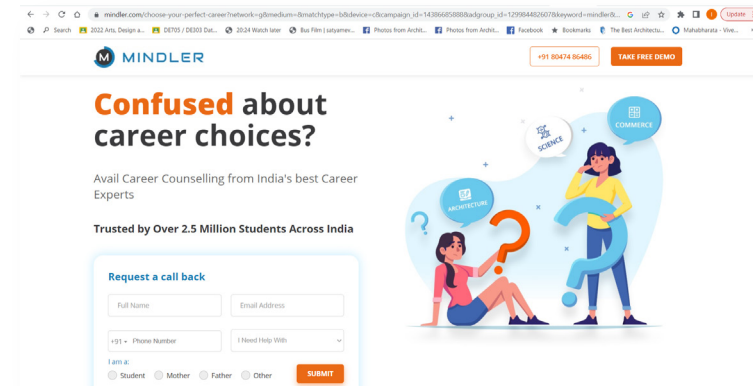 mindler.com/choose-your-perfect-career?network=g&medium=&matchtype=b&device=c&campaign_id=14386685888&adgroup_id=129984482607&keyword=mindler&...
Update
Search
2022 Arts, Design a...
DE705 / DE303 Dat...
2024 Watch later
Bus Film | satyamev...
Photos from Archit...
Photos from Archit...
Facebook
Bookmarks
The Best Architectu...
Mahabharata - Vive...
M MINDLER
+91 80474 86486
TAKE FREE DEMO
Confused about
career choices?
Avail Career Counselling from India's best Career
Experts
Trusted by Over 2.5 Million Students Across India
Request a call back
Full Name
Email Address
+91
Phone Number
I Need Help With
I am a:
Student
Mother
Father
Other
SUBMIT
COMMERCE
SCIENCE
ARCHITECTURE